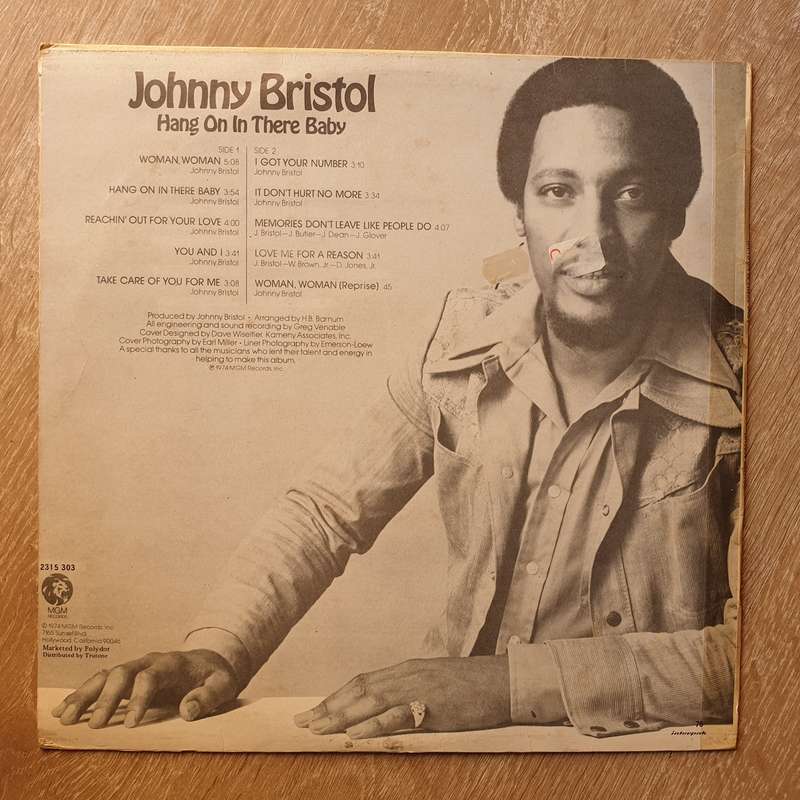 Johnny Bristol
Hang On In There Baby
SIDE 1
WOMAN, WOMAN 5:08
Johnny Bristol
HANG ON IN THERE BABY 3:54
Johnny Bristol
REACHIN' OUT FOR YOUR LOVE 4:00
Johnny Bristol
YOU AND I 3:41
Johnny Bristol
TAKE CARE OF YOU FOR ME 3:08
Johnny Bristol
SIDE 2
I GOT YOUR NUMBER 3:10
Johnny Bristol
IT DON'T HURT NO MORE 3:34
Johnny Bristol
MEMORIES DON'T LEAVE LIKE PEOPLE DO 4:07
J. Bristol—J. Butler—J. Dean—J. Glover
LOVE ME FOR A REASON 3:41
J. Bristol—W. Brown, Jr.—D. Jones, Jr.
WOMAN, WOMAN (Reprise) :45
Johnny Bristol
Produced by Johnny Bristol • Arranged by H.B. Barnum
All engineering and sound recording by Greg Venable
Cover Designed by Dave Wiseltier, Kameny Associates, Inc.
Cover Photography by Earl Miller • Liner Photography by Emerson-Loew
A special thanks to all the musicians who lent their talent and energy in
helping to make this album.
℗ 1974 MGM Records, Inc.
2315 303
MGM
RECORDS
© 1974 MGM Records, Inc.
7165 Sunset Blvd.
Hollywood, California 90046
Marketed by Polydor
Distributed by Trutone
76
interpak